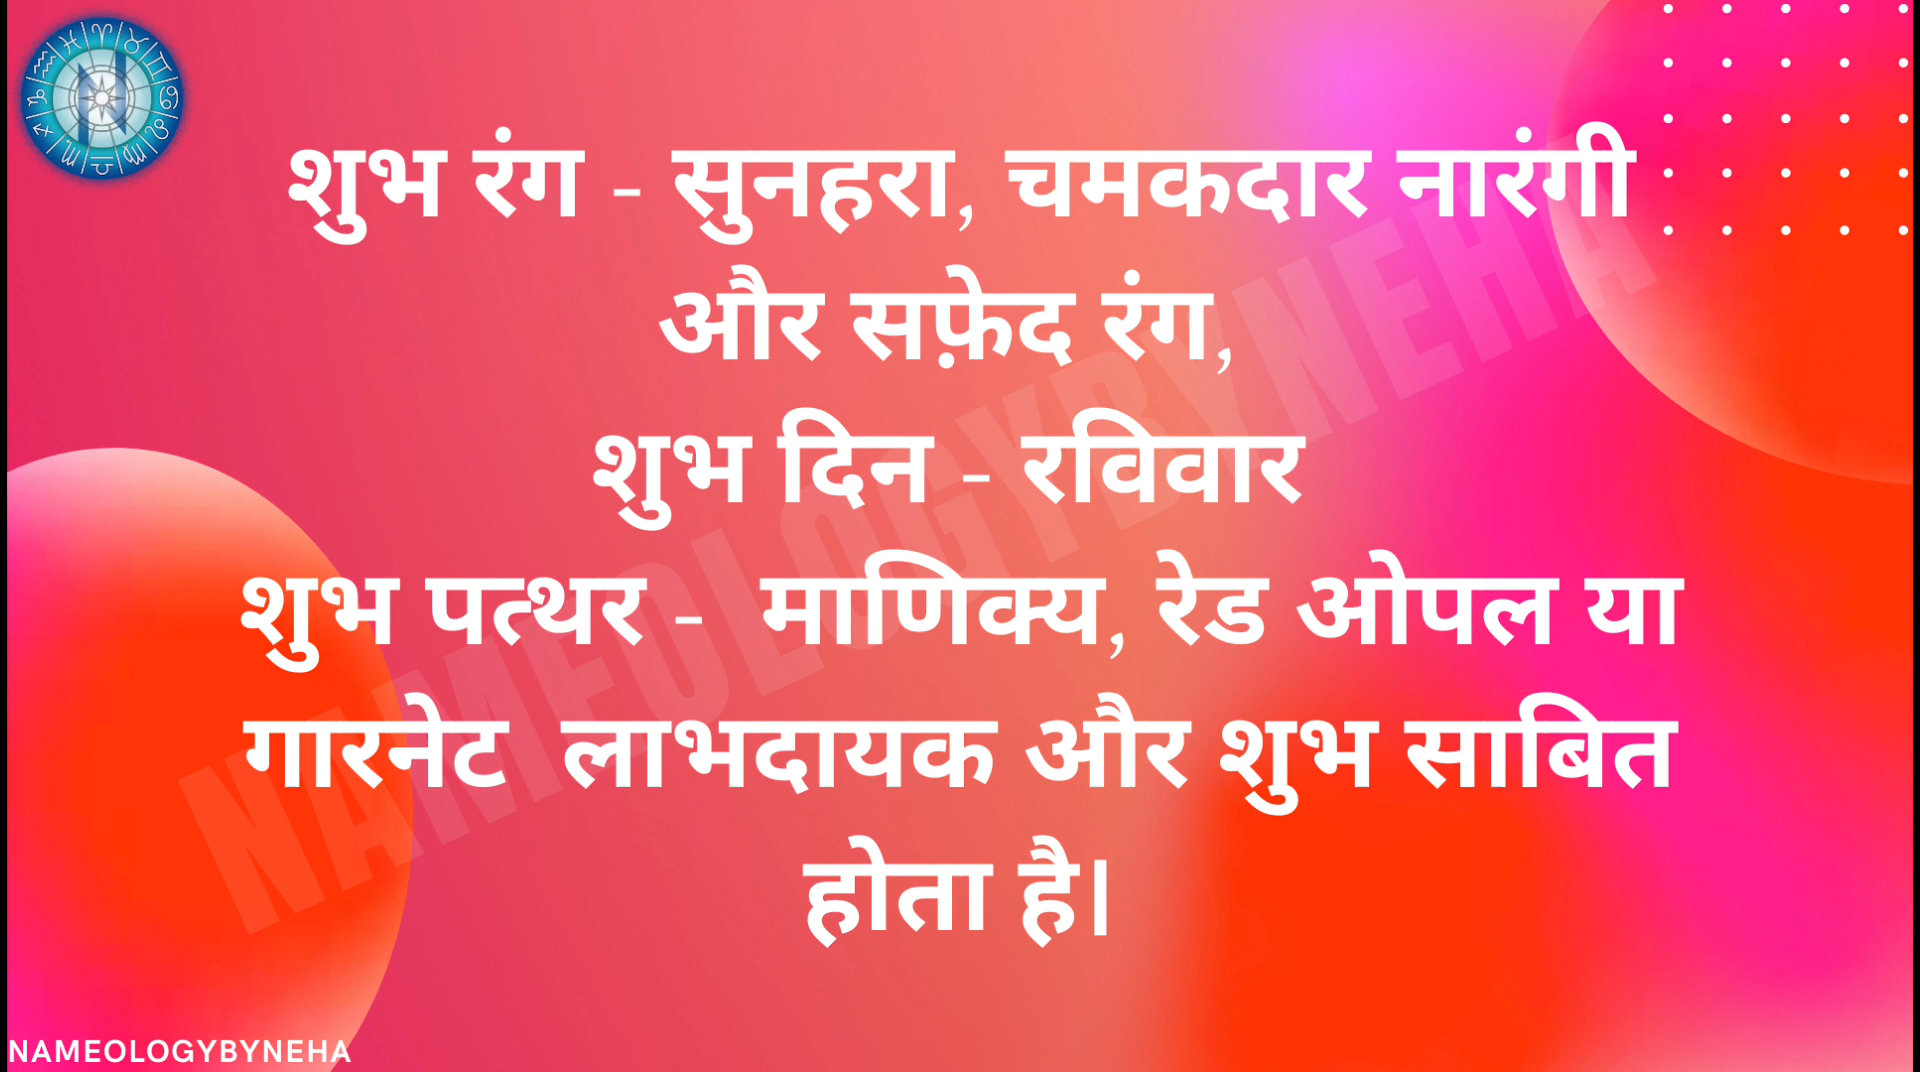 शुभ रंग - सुनहरा, चमकदार नारंगी
और सफ़ेद रंग,
शुभ दिन - रविवार
शुभ पत्थर -  माणिक्य, रेड ओपल या
गारनेट  लाभदायक और शुभ साबित
होता है।
NAMEOLOGYBYNEHA
NAMEOLOGYBYNEHA